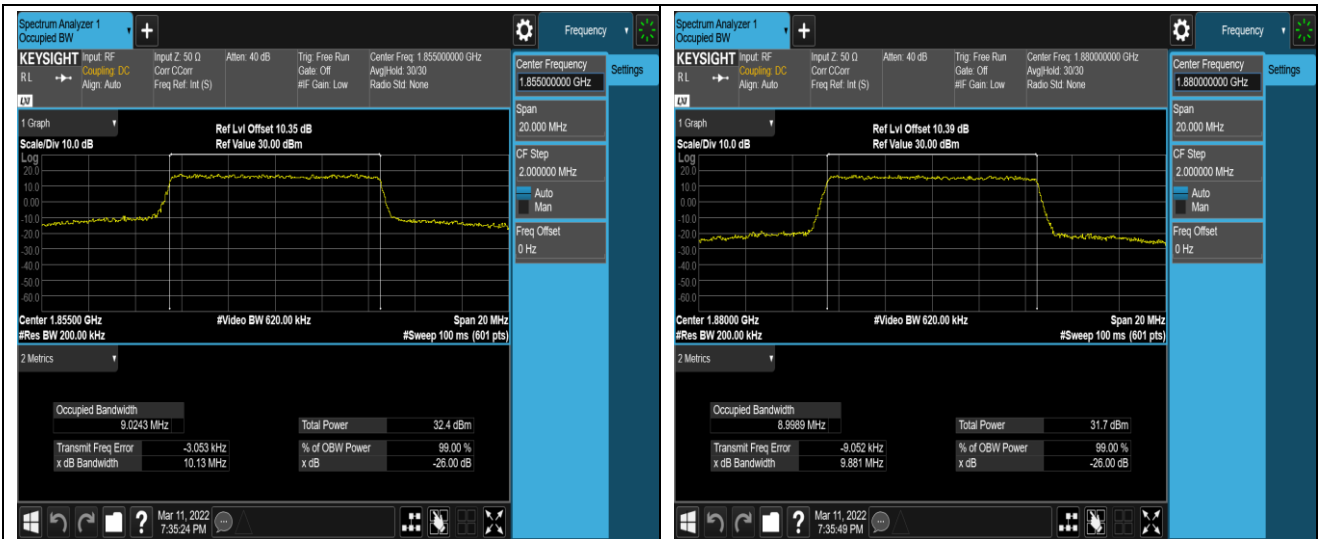 Spectrum Analyzer 1
Occupied BW
+
Frequency
KEYSIGHT
Input: RF
Coupling: DC
Align: Auto
Input Z: 50 Ω
Corr CCorr
Freq Ref: Int (S)
Atten: 40 dB
Trig: Free Run
Gate: Off
#IF Gain: Low
Center Freq: 1.855000000 GHz
Avg|Hold: 30/30
Radio Std: None
R L
LXI
Center Frequency
1.855000000 GHz
Settings
Span
20.000 MHz
CF Step
2.000000 MHz
Auto
Man
Freq Offset
0 Hz
1 Graph
Scale/Div 10.0 dB
Ref Lvl Offset 10.35 dB
Ref Value 30.00 dBm
Log
20.0
10.0
0.00
-10.0
-20.0
-30.0
-40.0
-50.0
-60.0
Center 1.85500 GHz
#Video BW 620.00 kHz
Span 20 MHz
#Res BW 200.00 kHz
#Sweep 100 ms (601 pts)
2 Metrics
Occupied Bandwidth
9.0243 MHz
Total Power 32.4 dBm
Transmit Freq Error -3.053 kHz
% of OBW Power 99.00 %
x dB Bandwidth 10.13 MHz
x dB -26.00 dB
?
Mar 11, 2022
7:35:24 PM
Spectrum Analyzer 1
Occupied BW
+
Frequency
KEYSIGHT
Input: RF
Coupling: DC
Align: Auto
Input Z: 50 Ω
Corr CCorr
Freq Ref: Int (S)
Atten: 40 dB
Trig: Free Run
Gate: Off
#IF Gain: Low
Center Freq: 1.880000000 GHz
Avg|Hold: 30/30
Radio Std: None
R L
LXI
Center Frequency
1.880000000 GHz
Settings
Span
20.000 MHz
CF Step
2.000000 MHz
Auto
Man
Freq Offset
0 Hz
1 Graph
Scale/Div 10.0 dB
Ref Lvl Offset 10.39 dB
Ref Value 30.00 dBm
Log
20.0
10.0
0.00
-10.0
-20.0
-30.0
-40.0
-50.0
-60.0
Center 1.88000 GHz
#Video BW 620.00 kHz
Span 20 MHz
#Res BW 200.00 kHz
#Sweep 100 ms (601 pts)
2 Metrics
Occupied Bandwidth
8.9989 MHz
Total Power 31.7 dBm
Transmit Freq Error -9.052 kHz
% of OBW Power 99.00 %
x dB Bandwidth 9.881 MHz
x dB -26.00 dB
?
Mar 11, 2022
7:35:49 PM